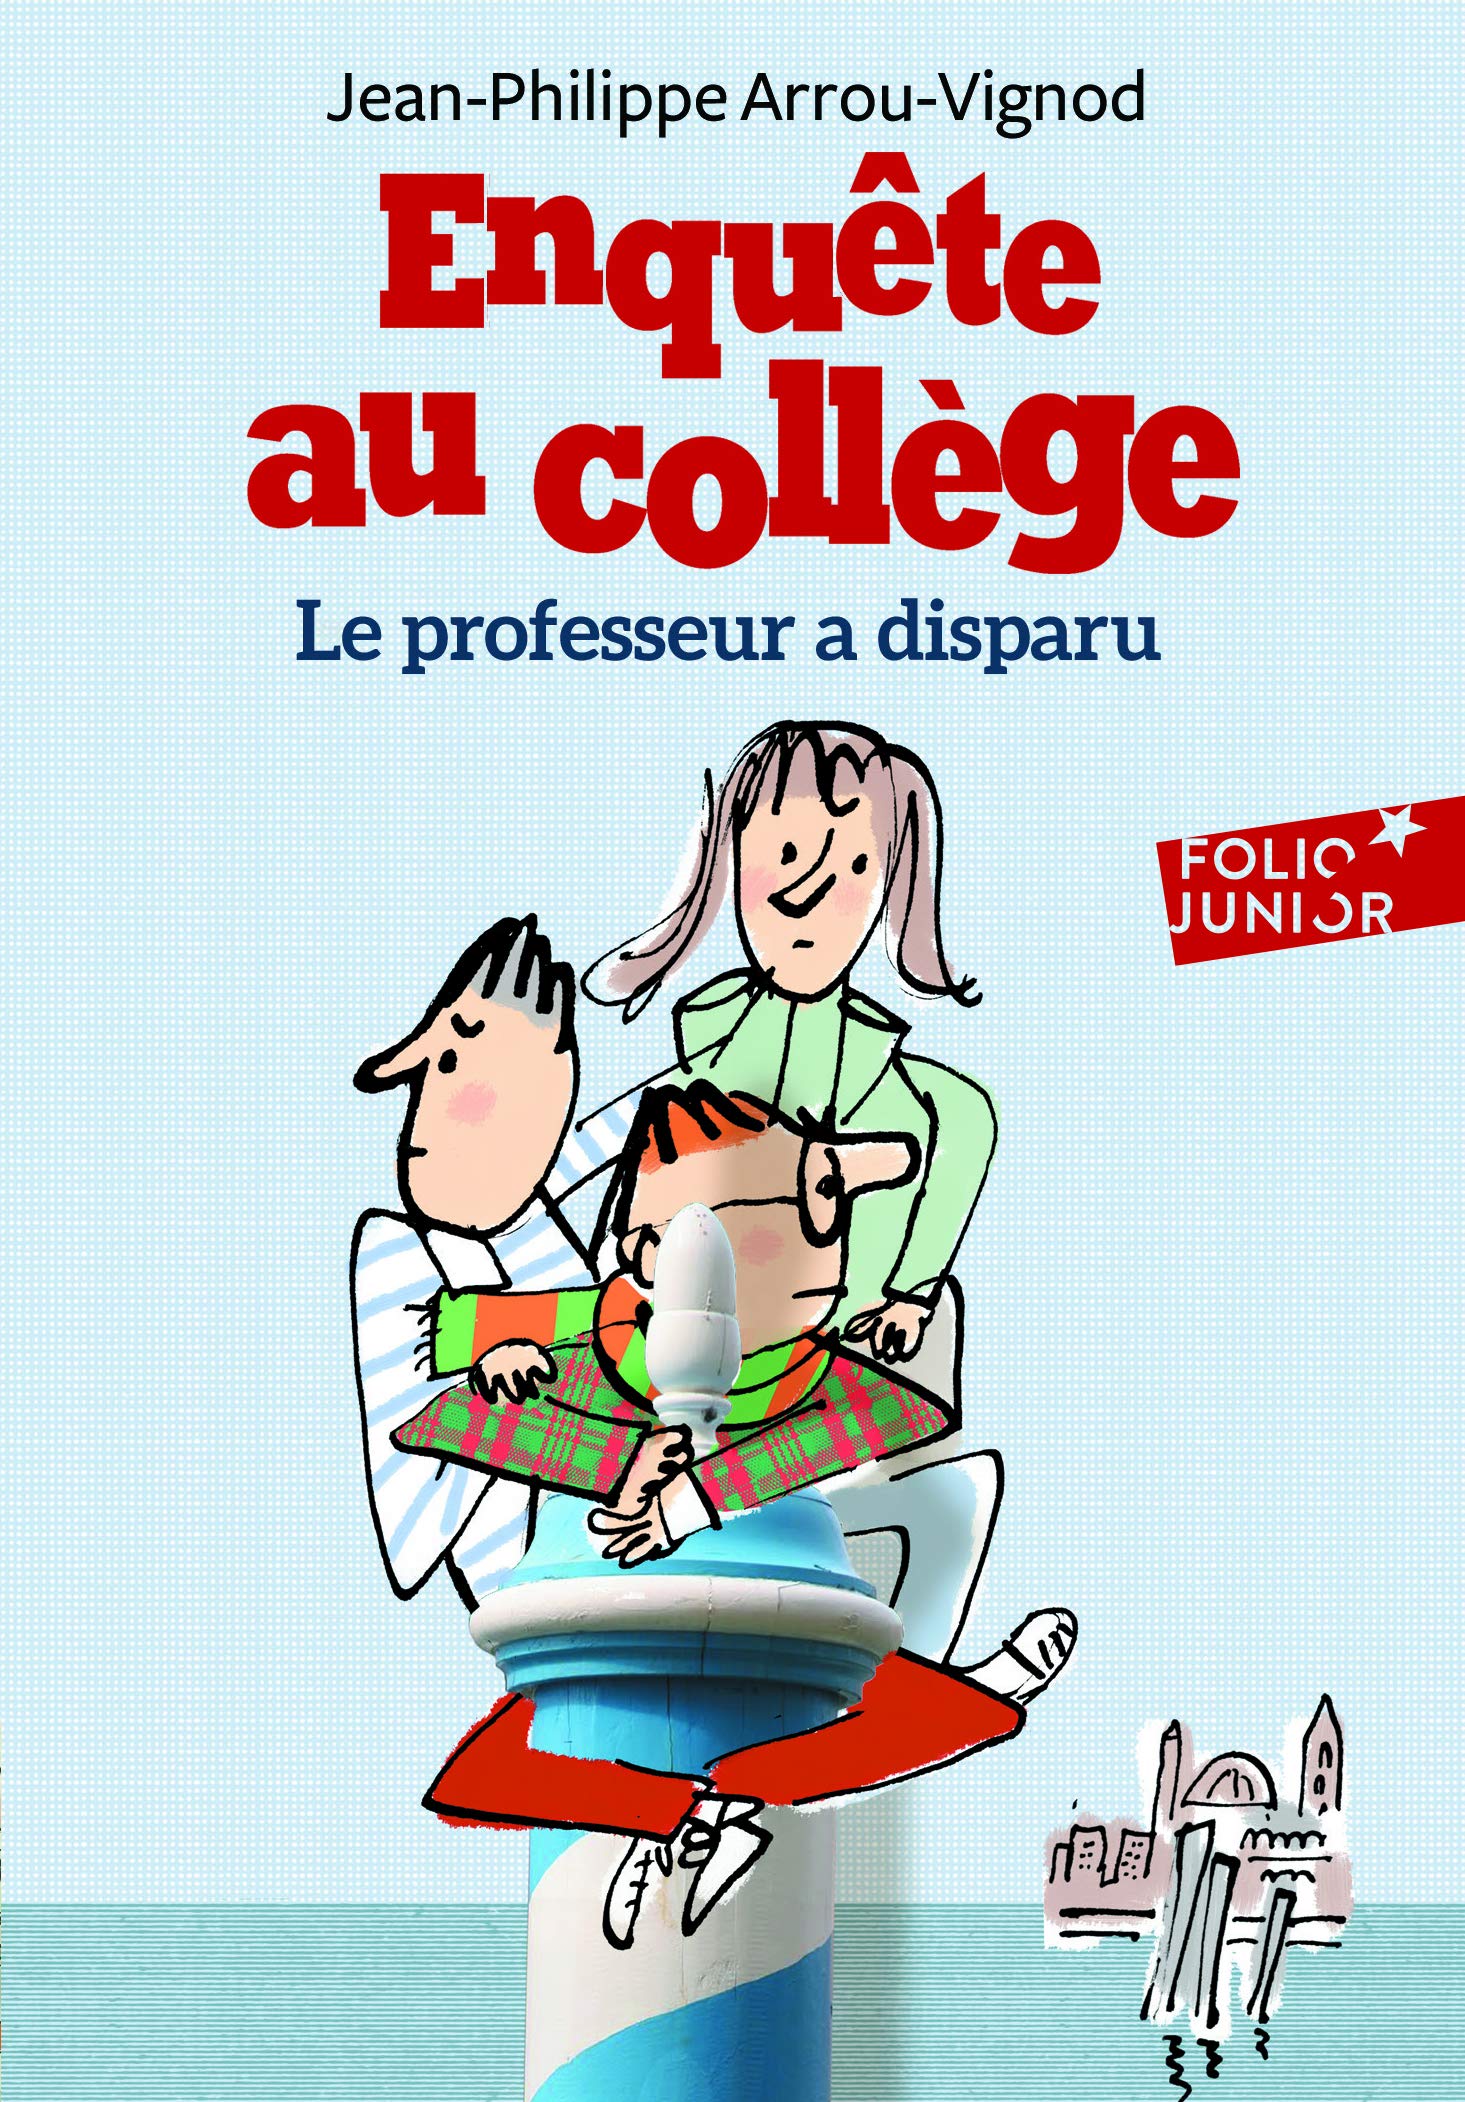 Jean-Philippe Arrou-Vignod
Enquête
au collège
Le professeur a disparu
FOLIO
JUNIOR